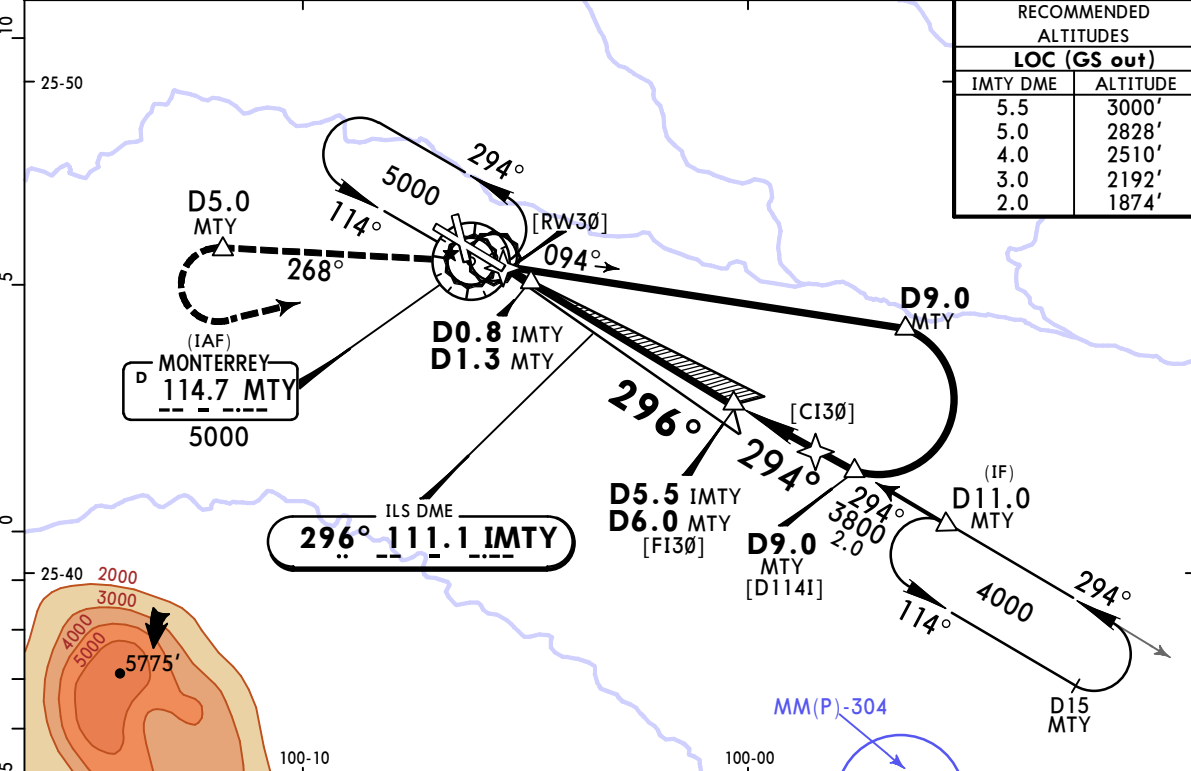 RECOMMENDED
ALTITUDES
LOC (GS out)
IMTY DME ALTITUDE
5.5 3000'
5.0 2828'
4.0 2510'
3.0 2192'
2.0 1874'
10
25-50
294°
5000
114°
D5.0
MTY
[RW3Ø]
094°
268°
5
D9.0
MTY
D0.8 IMTY
D1.3 MTY
(IAF)
MONTERREY
D 114.7 MTY
5000
296°
[CI3Ø]
294°
D5.5 IMTY
D6.0 MTY
[FI3Ø]
(IF)
D11.0
MTY
294°
3800
2.0
ILS DME
296° 111.1 IMTY
D9.0
MTY
[D114I]
0
25-40
2000
3000
4000
5000
5775'
294°
4000
114°
D15
MTY
MM(P)-304
100-10
100-00
5